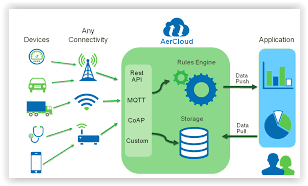 Devices
Any
Connectivity
AerCloud
Application
Rest
API
MQTT
CoAP
Custom
Rules Engine
Storage
Data
Push
Data
Pull